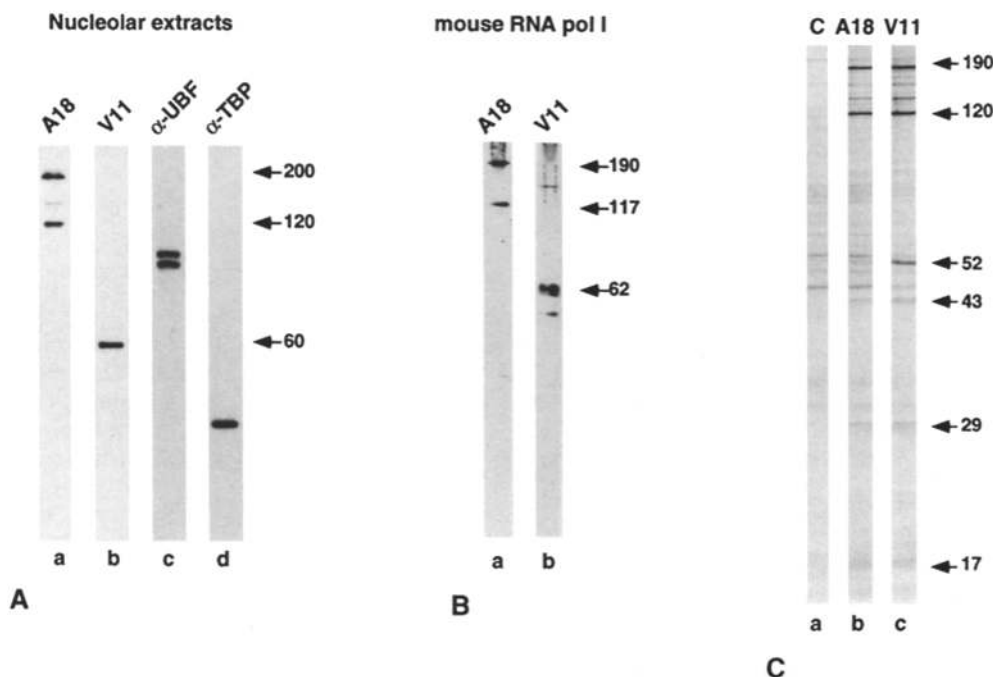 Nucleolar extracts
A18 V11 α-UBF α-TBP
200
120
60
a b c d
A
mouse RNA pol I
A18 V11
190
117
62
a b
B
C A18 V11
190
120
52
43
29
17
a b c
C